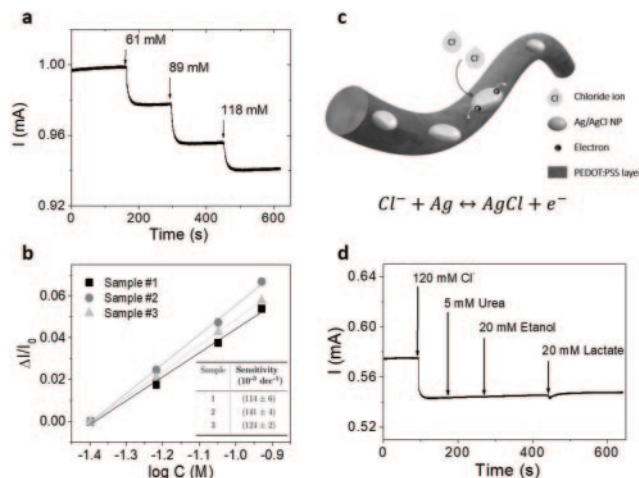 a
61 mM
89 mM
118 mM
1.00
0.96
0.92
I (mA)
0 200 400 600
Time (s)
b
Sample #1
Sample #2
Sample #3
0.06
0.04
0.02
0.00
ΔI/I₀
Sample Sensitivity
(10⁻³ dec⁻¹)
1 (114 ± 6)
2 (141 ± 4)
3 (124 ± 2)
-1.4 -1.3 -1.2 -1.1 -1.0 -0.9
log C (M)
c
Cl⁻
Cl⁻
Cl⁻
Cl⁻ Chloride ion
Ag/AgCl NP
Electron
PEDOT:PSS layer
Cl⁻ + Ag ↔ AgCl + e⁻
d
120 mM Cl⁻
5 mM Urea
20 mM Etanol
20 mM Lactate
0.64
0.60
0.56
0.52
I (mA)
0 200 400 600
Time (s)